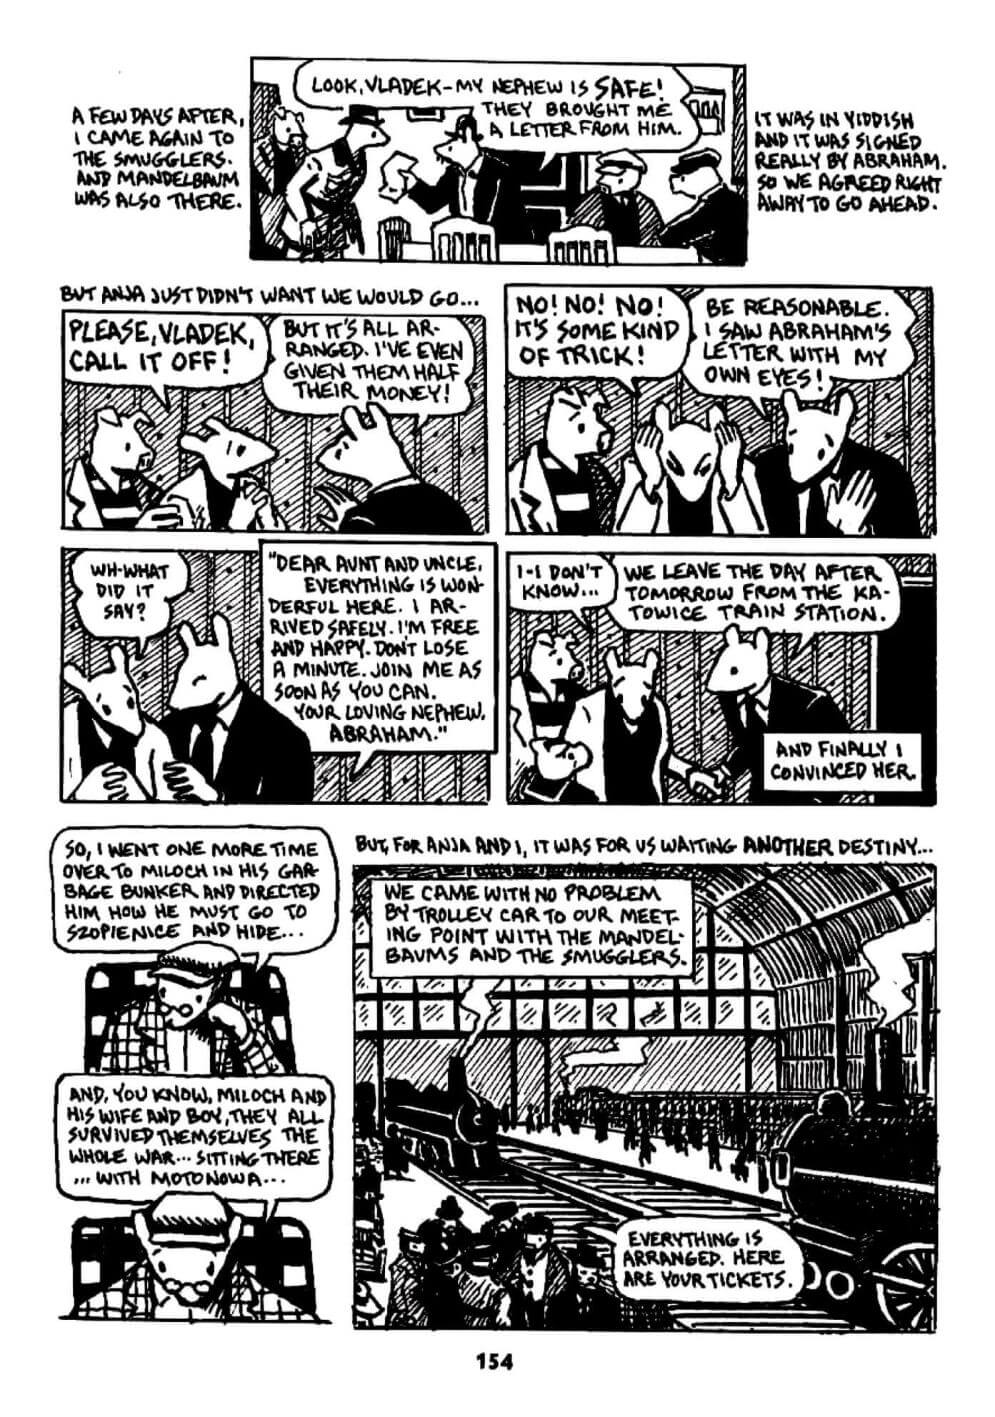 A FEW DAYS AFTER,
I CAME AGAIN TO
THE SMUGGLERS.
AND MANDELBAUM
WAS ALSO THERE.
LOOK, VLADEK-MY NEPHEW IS SAFE!
THEY BROUGHT ME
A LETTER FROM HIM.
IT WAS IN YIDDISH
AND IT WAS SIGNED
REALLY BY ABRAHAM.
SO WE AGREED RIGHT
AWAY TO GO AHEAD.
BUT ANJA JUST DIDN'T WANT WE WOULD GO...
PLEASE, VLADEK,
CALL IT OFF!
BUT IT'S ALL AR-
RANGED. I'VE EVEN
GIVEN THEM HALF
THEIR MONEY!
NO! NO! NO!
IT'S SOME KIND
OF TRICK!
BE REASONABLE.
I SAW ABRAHAM'S
LETTER WITH MY
OWN EYES!
WH-WHAT
DID IT
SAY?
"DEAR AUNT AND UNCLE,
EVERYTHING IS WON-
DERFUL HERE. I AR-
RIVED SAFELY. I'M FREE
AND HAPPY. DON'T LOSE
A MINUTE. JOIN ME AS
SOON AS YOU CAN.
YOUR LOVING NEPHEW,
ABRAHAM."
I-I DON'T
KNOW...
WE LEAVE THE DAY AFTER
TOMORROW FROM THE KA-
TOWICE TRAIN STATION.
AND FINALLY I
CONVINCED HER.
SO, I WENT ONE MORE TIME
OVER TO MILOCH IN HIS GAR-
BAGE BUNKER AND DIRECTED
HIM HOW HE MUST GO TO
SZOPIENICE AND HIDE...
AND, YOU KNOW, MILOCH AND
HIS WIFE AND BOY, THEY ALL
SURVIVED THEMSELVES THE
WHOLE WAR... SITTING THERE
... WITH MOTONOWA...
BUT, FOR ANJA AND I, IT WAS FOR US WAITING ANOTHER DESTINY...
WE CAME WITH NO PROBLEM
BY TROLLEY CAR TO OUR MEET-
ING POINT WITH THE MANDEL-
BAUMS AND THE SMUGGLERS.
EVERYTHING IS
ARRANGED. HERE
ARE YOUR TICKETS.
154